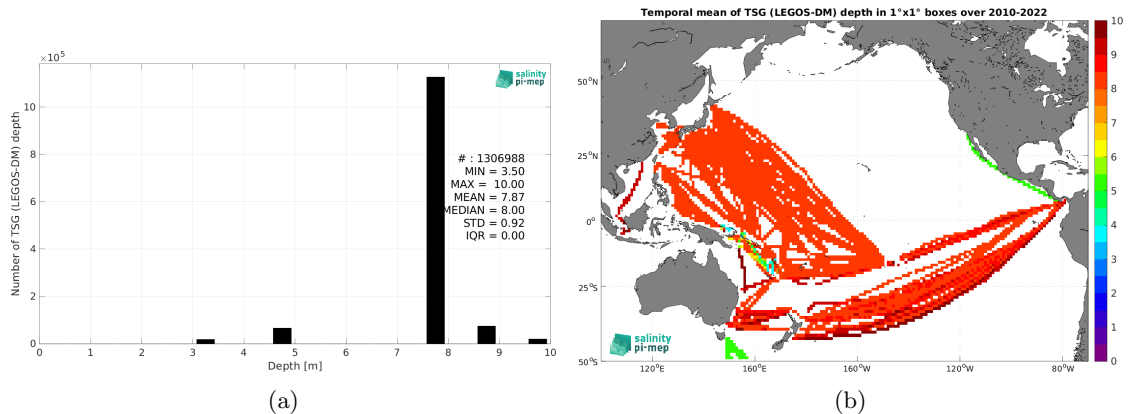 ×10⁵
10
8
6
4
2
0
Number of TSG (LEGOS-DM) depth
0 1 2 3 4 5 6 7 8 9 10
Depth [m]
salinity
pi-mep
# : 1306988
MIN = 3.50
MAX = 10.00
MEAN = 7.87
MEDIAN = 8.00
STD = 0.92
IQR = 0.00
(a)
Temporal mean of TSG (LEGOS-DM) depth in 1°x1° boxes over 2010-2022
50°N
25°N
0°
25°S
50°S
120°E 160°E 160°W 120°W 80°W
salinity
pi-mep
10
9
8
7
6
5
4
3
2
1
0
(b)